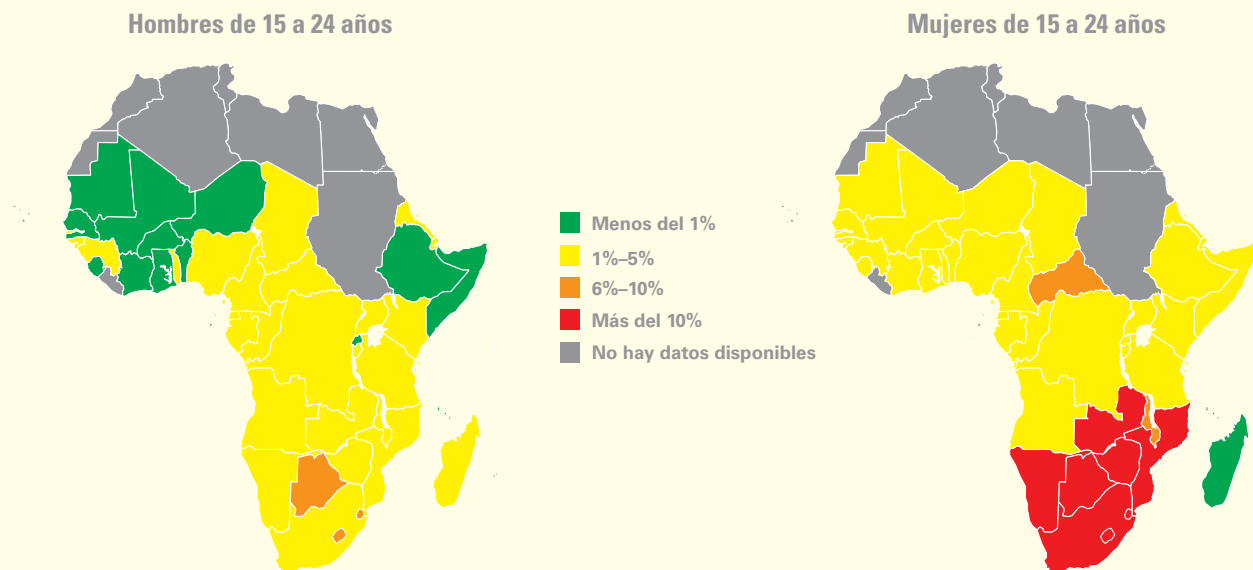 Hombres de 15 a 24 años
Mujeres de 15 a 24 años
Menos del 1%
1%–5%
6%–10%
Más del 10%
No hay datos disponibles